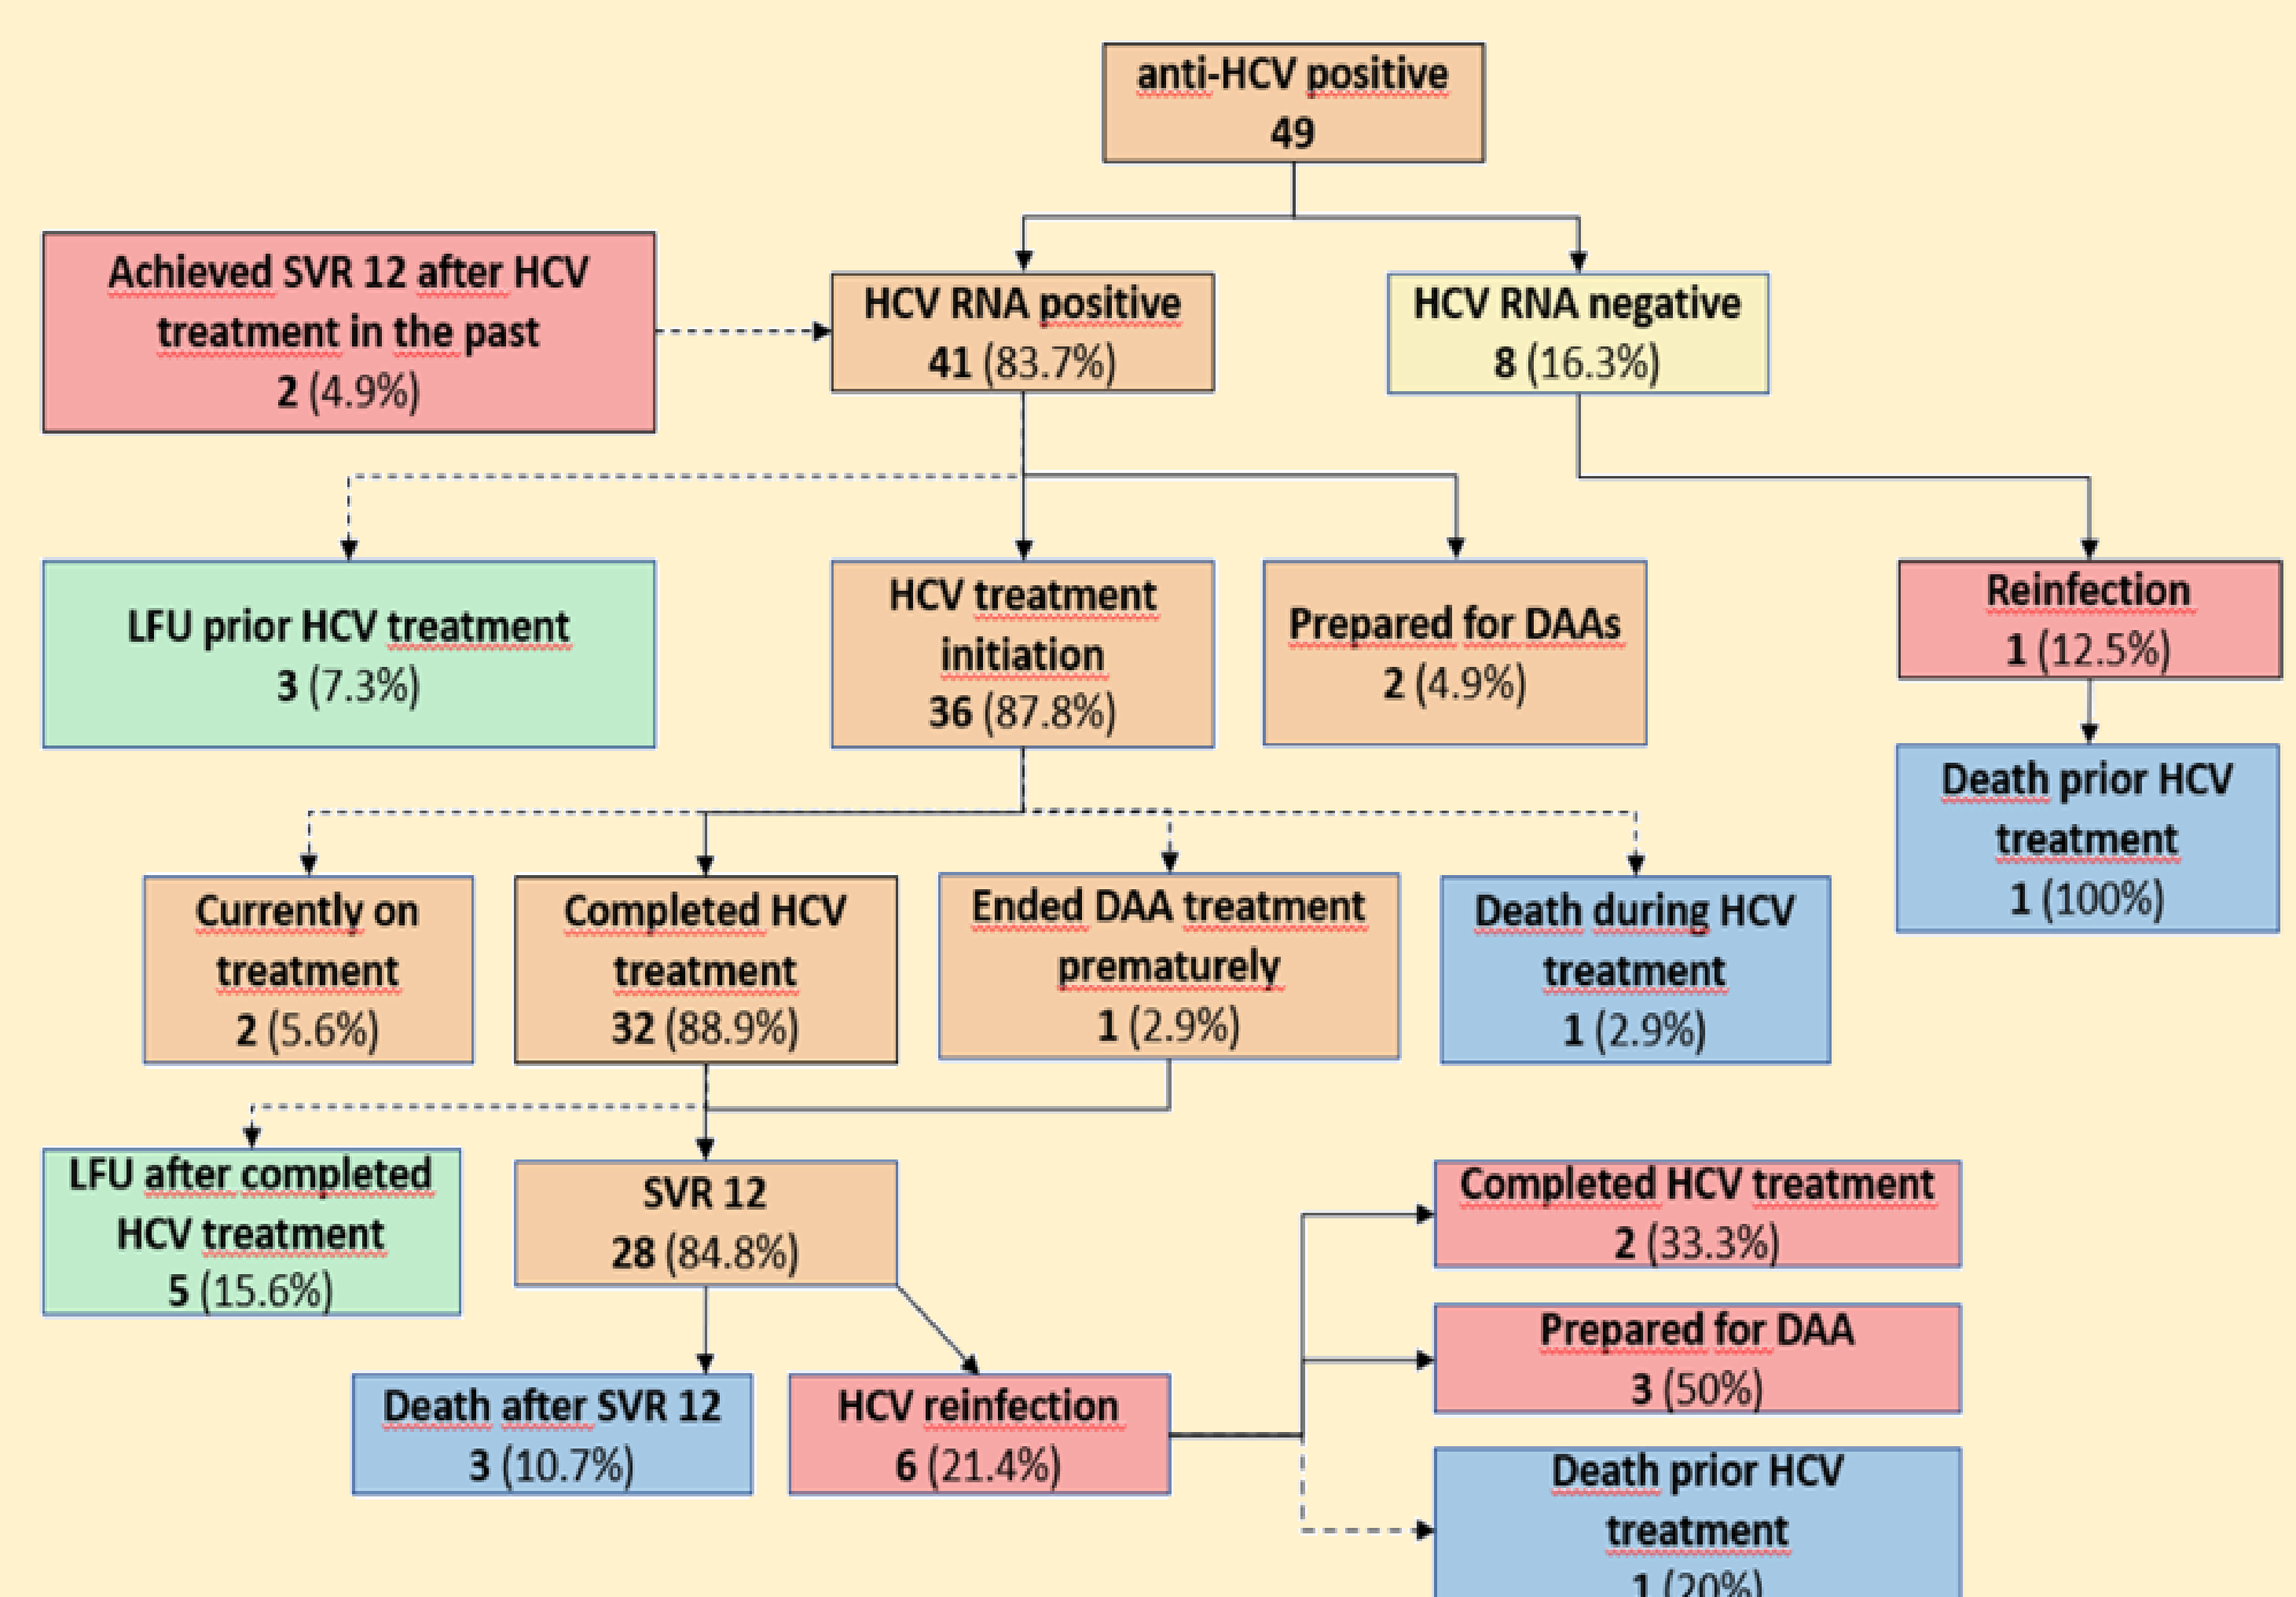 anti-HCV positive
49
Achieved SVR 12 after HCV
treatment in the past
2 (4.9%)
HCV RNA positive
41 (83.7%)
HCV RNA negative
8 (16.3%)
LFU prior HCV treatment
3 (7.3%)
HCV treatment
initiation
36 (87.8%)
Prepared for DAAs
2 (4.9%)
Reinfection
1 (12.5%)
Death prior HCV
treatment
1 (100%)
Currently on
treatment
2 (5.6%)
Completed HCV
treatment
32 (88.9%)
Ended DAA treatment
prematurely
1 (2.9%)
Death during HCV
treatment
1 (2.9%)
LFU after completed
HCV treatment
5 (15.6%)
SVR 12
28 (84.8%)
Completed HCV treatment
2 (33.3%)
Prepared for DAA
3 (50%)
Death after SVR 12
3 (10.7%)
HCV reinfection
6 (21.4%)
Death prior HCV
treatment
1 (20%)